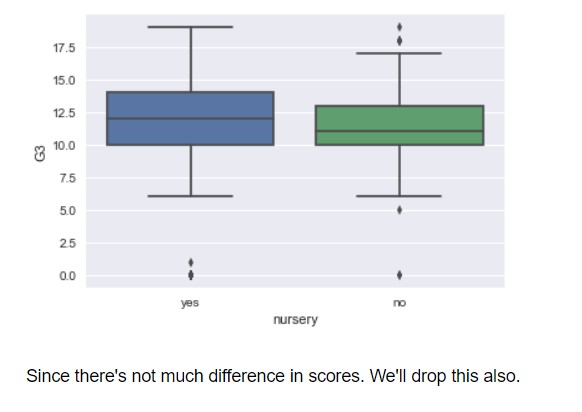 17.5
15.0
12.5
10.0
7.5
5.0
2.5
0.0
G3
yes no
nursery
Since there's not much difference in scores. We'll drop this also.